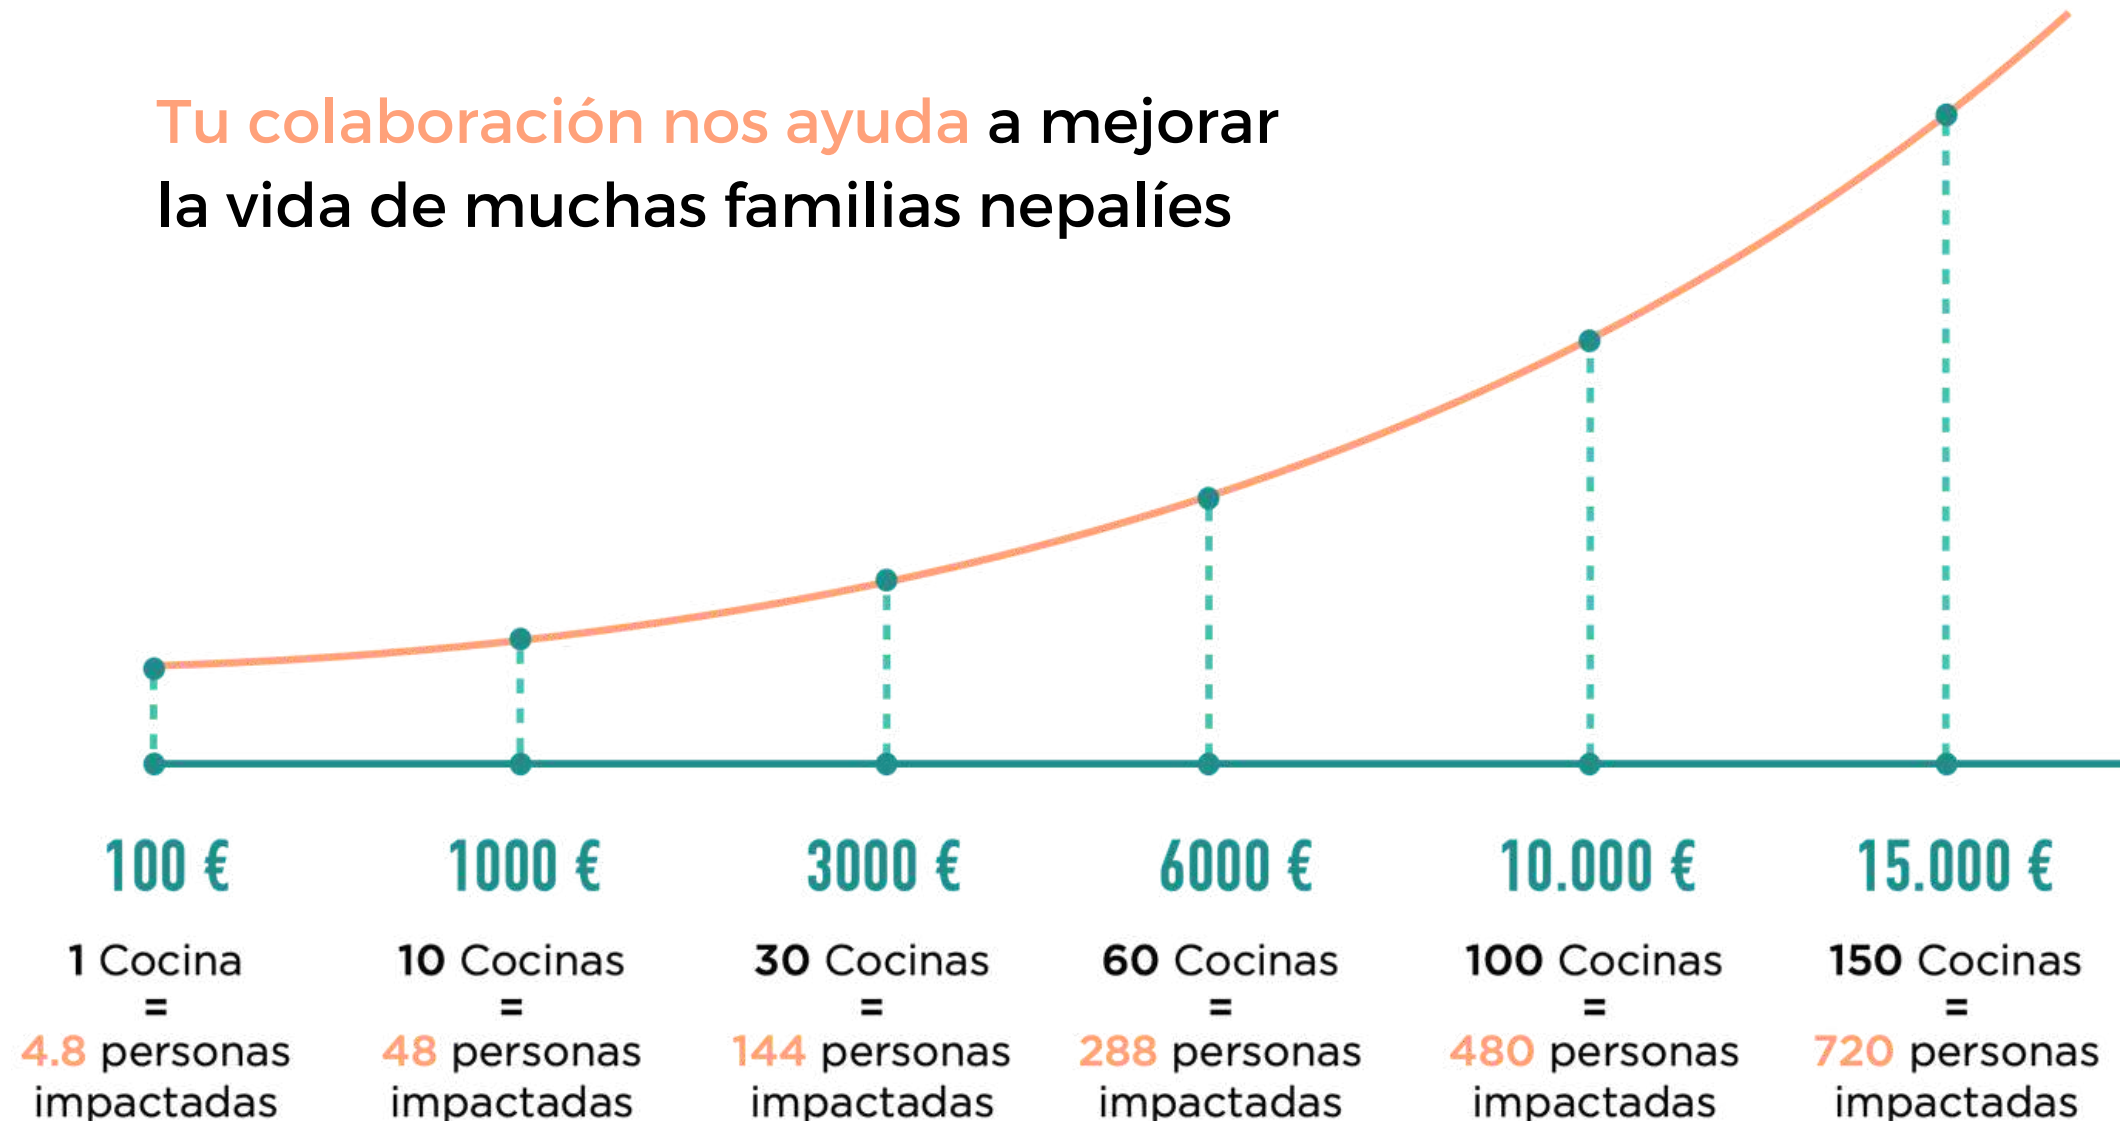 Tu colaboración nos ayuda a mejorar
la vida de muchas familias nepalíes
100 €
1 Cocina
=
4.8 personas
impactadas
1000 €
10 Cocinas
=
48 personas
impactadas
3000 €
30 Cocinas
=
144 personas
impactadas
6000 €
60 Cocinas
=
288 personas
impactadas
10.000 €
100 Cocinas
=
480 personas
impactadas
15.000 €
150 Cocinas
=
720 personas
impactadas